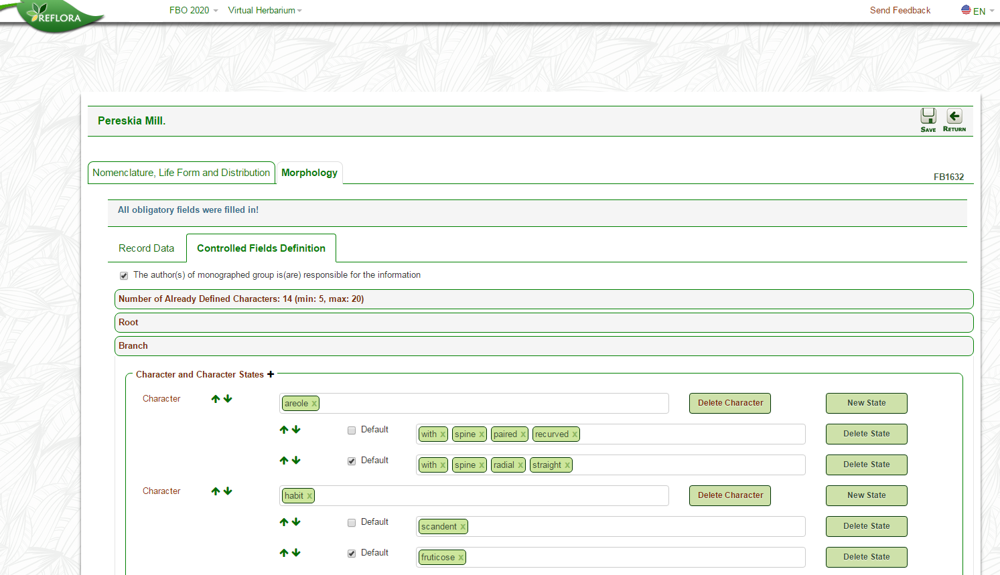 REFLORA
FBO 2020 Virtual Herbarium
Send Feedback EN
Pereskia Mill.
SAVE RETURN
Nomenclature, Life Form and Distribution Morphology
FB1632
All obligatory fields were filled in!
Record Data Controlled Fields Definition
The author(s) of monographed group is(are) responsible for the information
Number of Already Defined Characters: 14 (min: 5, max: 20)
Root
Branch
Character and Character States +
Character areole x Delete Character New State
Default with x spine x paired x recurved x Delete State
Default with x spine x radial x straight x Delete State
Character habit x Delete Character New State
Default scandent x Delete State
Default fruticose x Delete State